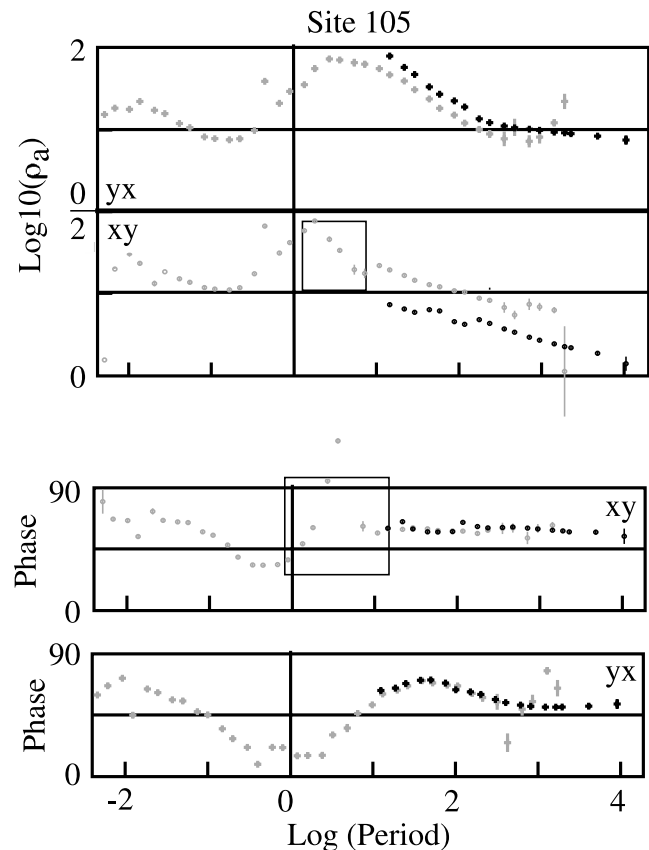 Site 105
2
0
yx
Log10(ρa)
2
xy
0
90
xy
Phase
0
90
yx
Phase
0
-2 0 2 4
Log (Period)